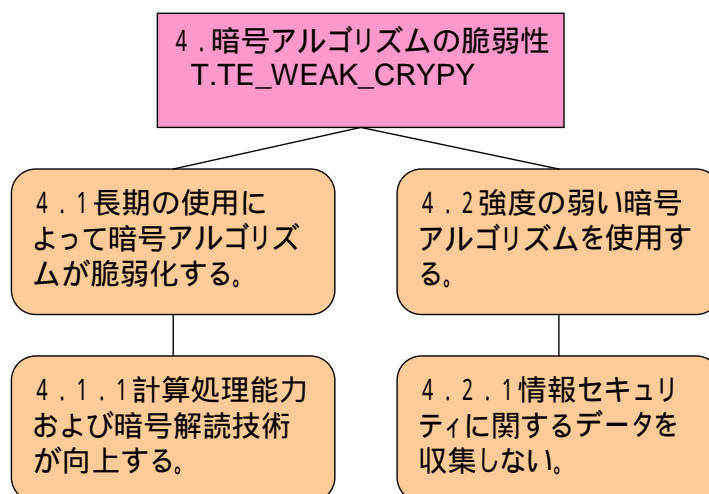 ４．暗号アルゴリズムの脆弱性
T.TE_WEAK_CRYPY
４．１長期の使用に
よって暗号アルゴリズ
ムが脆弱化する。
４．２強度の弱い暗号
アルゴリズムを使用す
る。
４．１．１計算処理能力
および暗号解読技術
が向上する。
４．２．１情報セキュリ
ティに関するデータを
収集しない。